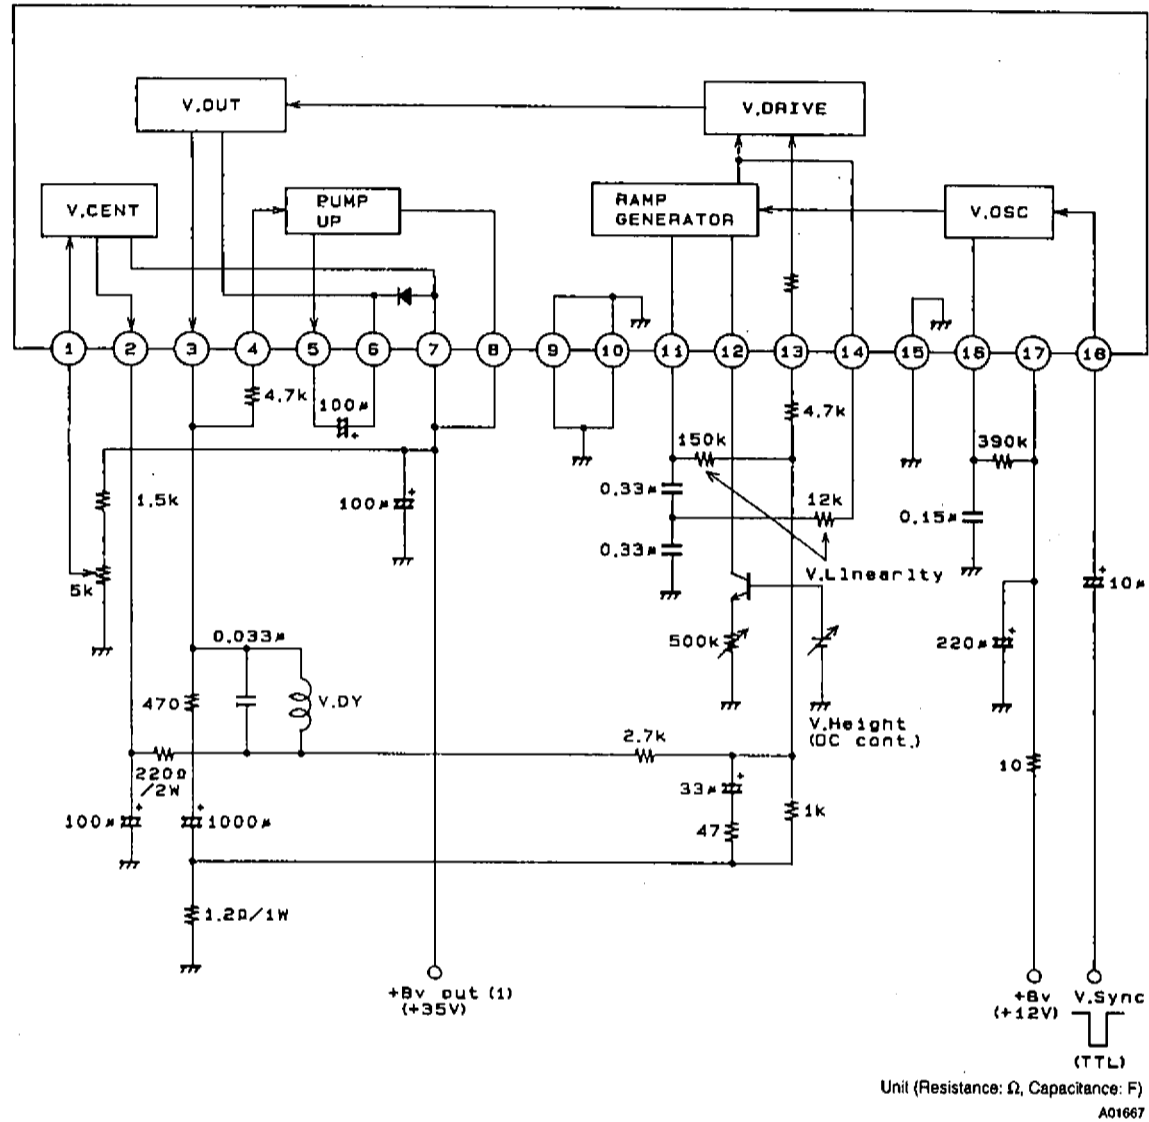 V.OUT
V.DRIVE
V.CENT
PUMP
UP
RAMP
GENERATOR
V.OSC
1
2
3
4
5
6
7
8
9
10
11
12
13
14
15
16
17
18
4.7k
100μ
+
4.7k
150k
390k
1.5k
100μ
+
0.33μ
12k
0.15μ
0.33μ
V.Linearity
5k
+
10μ
0.033μ
500k
220μ
+
470
V.DY
V.Height
(DC cont.)
2.7k
10
220Ω
/2W
33μ
+
100μ
+
+
1000μ
47
1k
1.2Ω/1W
+Bv out (1)
(+35V)
+Bv
(+12V)
V.Sync
(TTL)
Unit (Resistance: Ω, Capacitance: F)
A01667